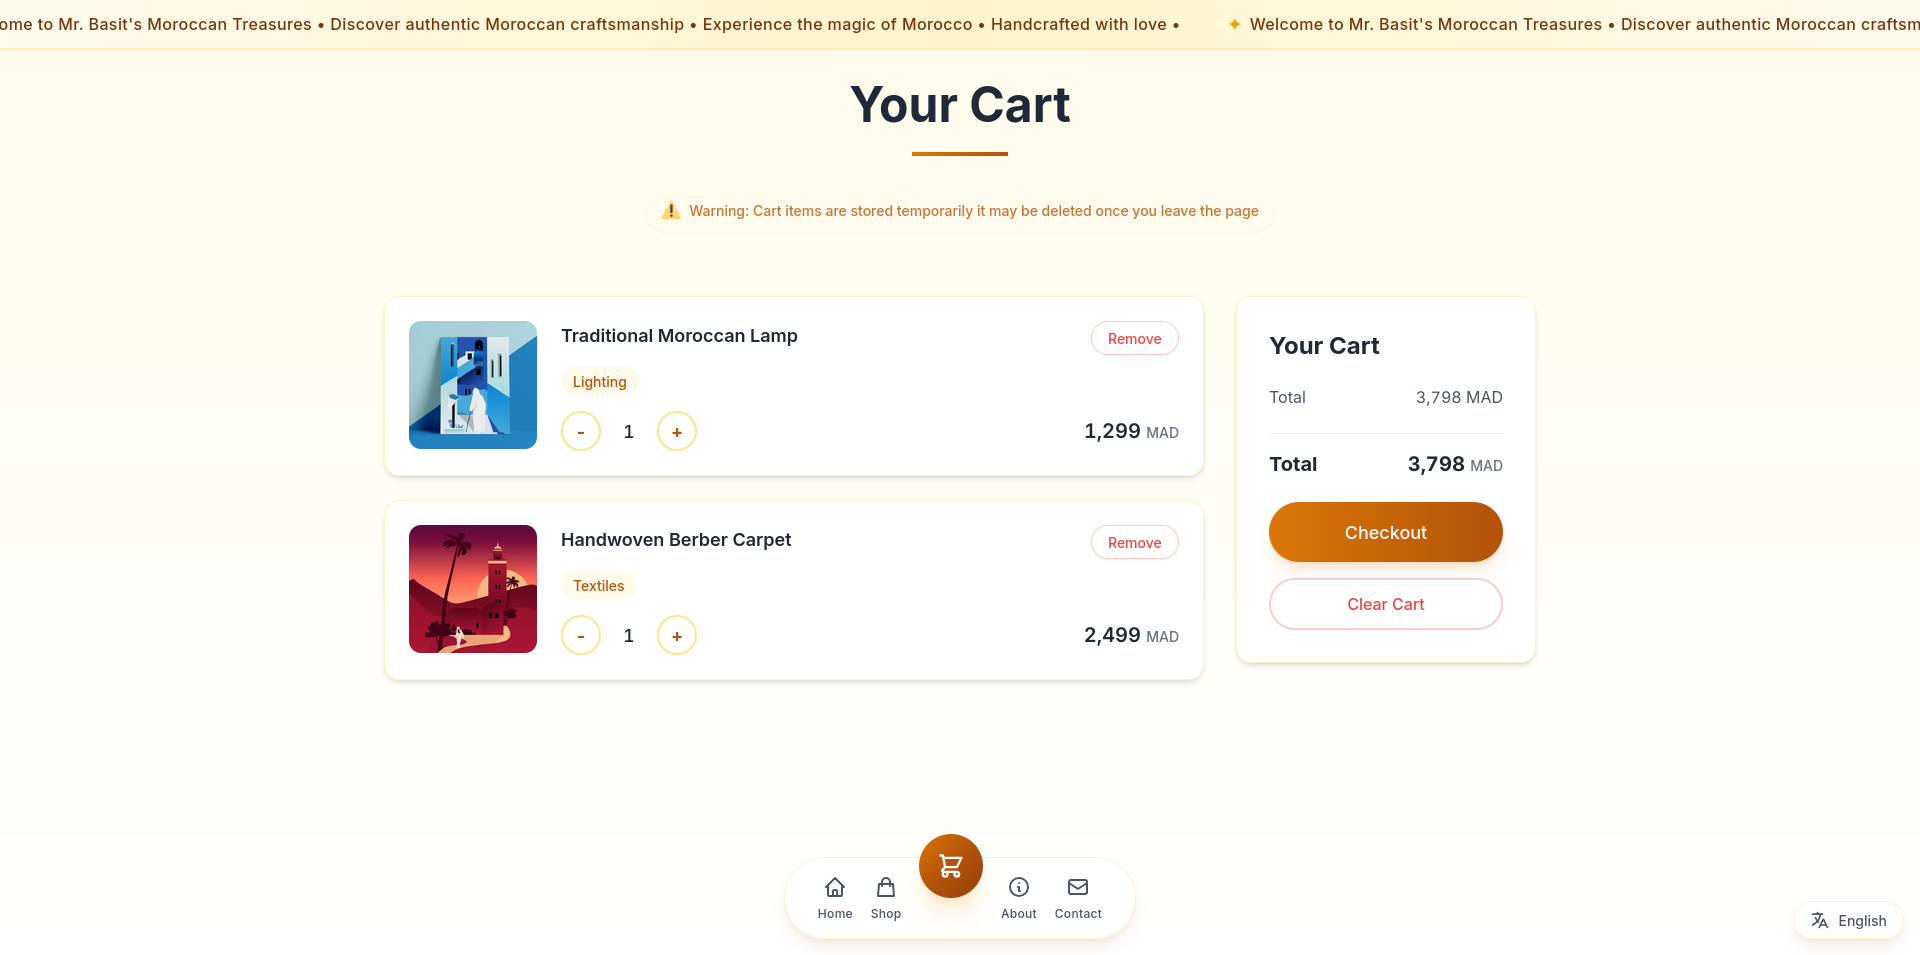 ome to Mr. Basit's Moroccan Treasures • Discover authentic Moroccan craftsmanship • Experience the magic of Morocco • Handcrafted with love • ✦ Welcome to Mr. Basit's Moroccan Treasures • Discover authentic Moroccan craftsm
Your Cart
⚠️ Warning: Cart items are stored temporarily it may be deleted once you leave the page
Traditional Moroccan Lamp
Remove
Lighting
- 1 +
1,299 MAD
Handwoven Berber Carpet
Remove
Textiles
- 1 +
2,499 MAD
Your Cart
Total 3,798 MAD
Total 3,798 MAD
Checkout
Clear Cart
Home Shop About Contact
English